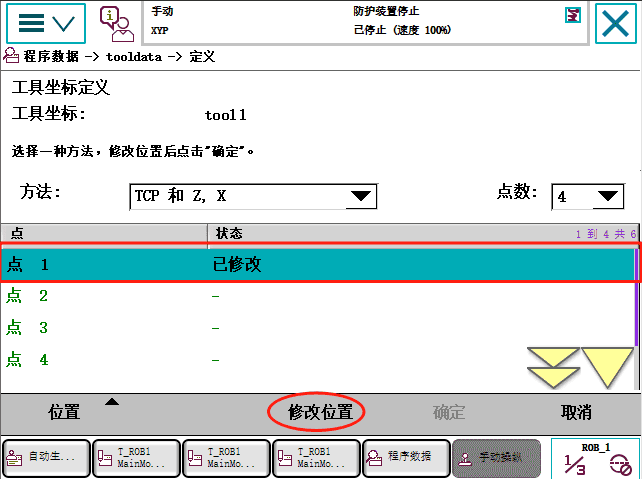 手动
XYP
防护装置停止
已停止 (速度 100%)
程序数据 -> tooldata -> 定义
工具坐标定义
工具坐标: tool1
选择一种方法，修改位置后点击"确定"。
方法: TCP 和 Z, X 点数: 4
点 状态 1 到 4 共 6
点 1 已修改
点 2 -
点 3 -
点 4 -
位置 修改位置 确定 取消
自动生...
T_ROB1
MainMo...
T_ROB1
MainMo...
T_ROB1
MainMo...
程序数据
手动操纵
ROB_1
1/3